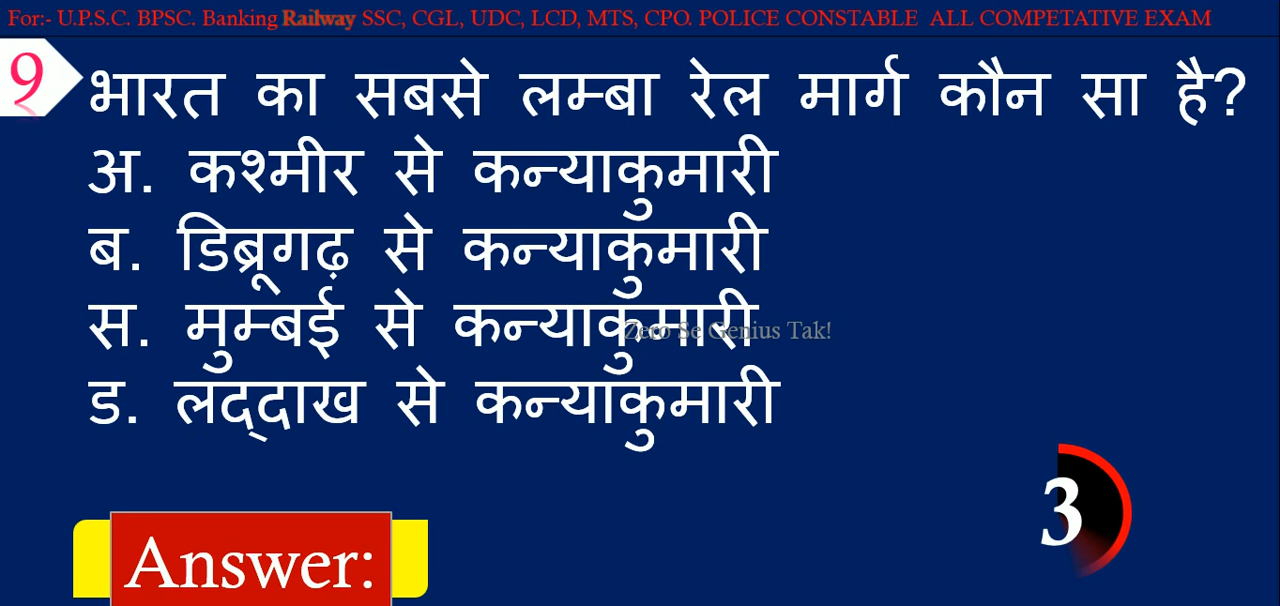 For:- U.P.S.C. BPSC. Banking Railway SSC, CGL, UDC, LCD, MTS, CPO. POLICE CONSTABLE ALL COMPETATIVE EXAM
9
भारत का सबसे लम्बा रेल मार्ग कौन सा है?
अ. कश्मीर से कन्याकुमारी
ब. डिब्रूगढ़ से कन्याकुमारी
स. मुम्बई से कन्याकुमारी
Zero Se Genius Tak!
ड. लद्‌दाख से कन्याकुमारी
3
Answer: